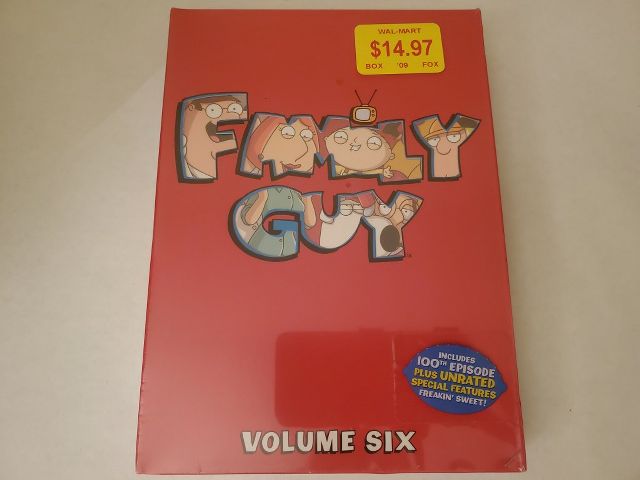 WAL-MART
$14.97
BOX '09 FOX
FAMILY
GUY
TM
INCLUDES
100TH EPISODE
PLUS UNRATED
SPECIAL FEATURES
FREAKIN' SWEET!
VOLUME SIX